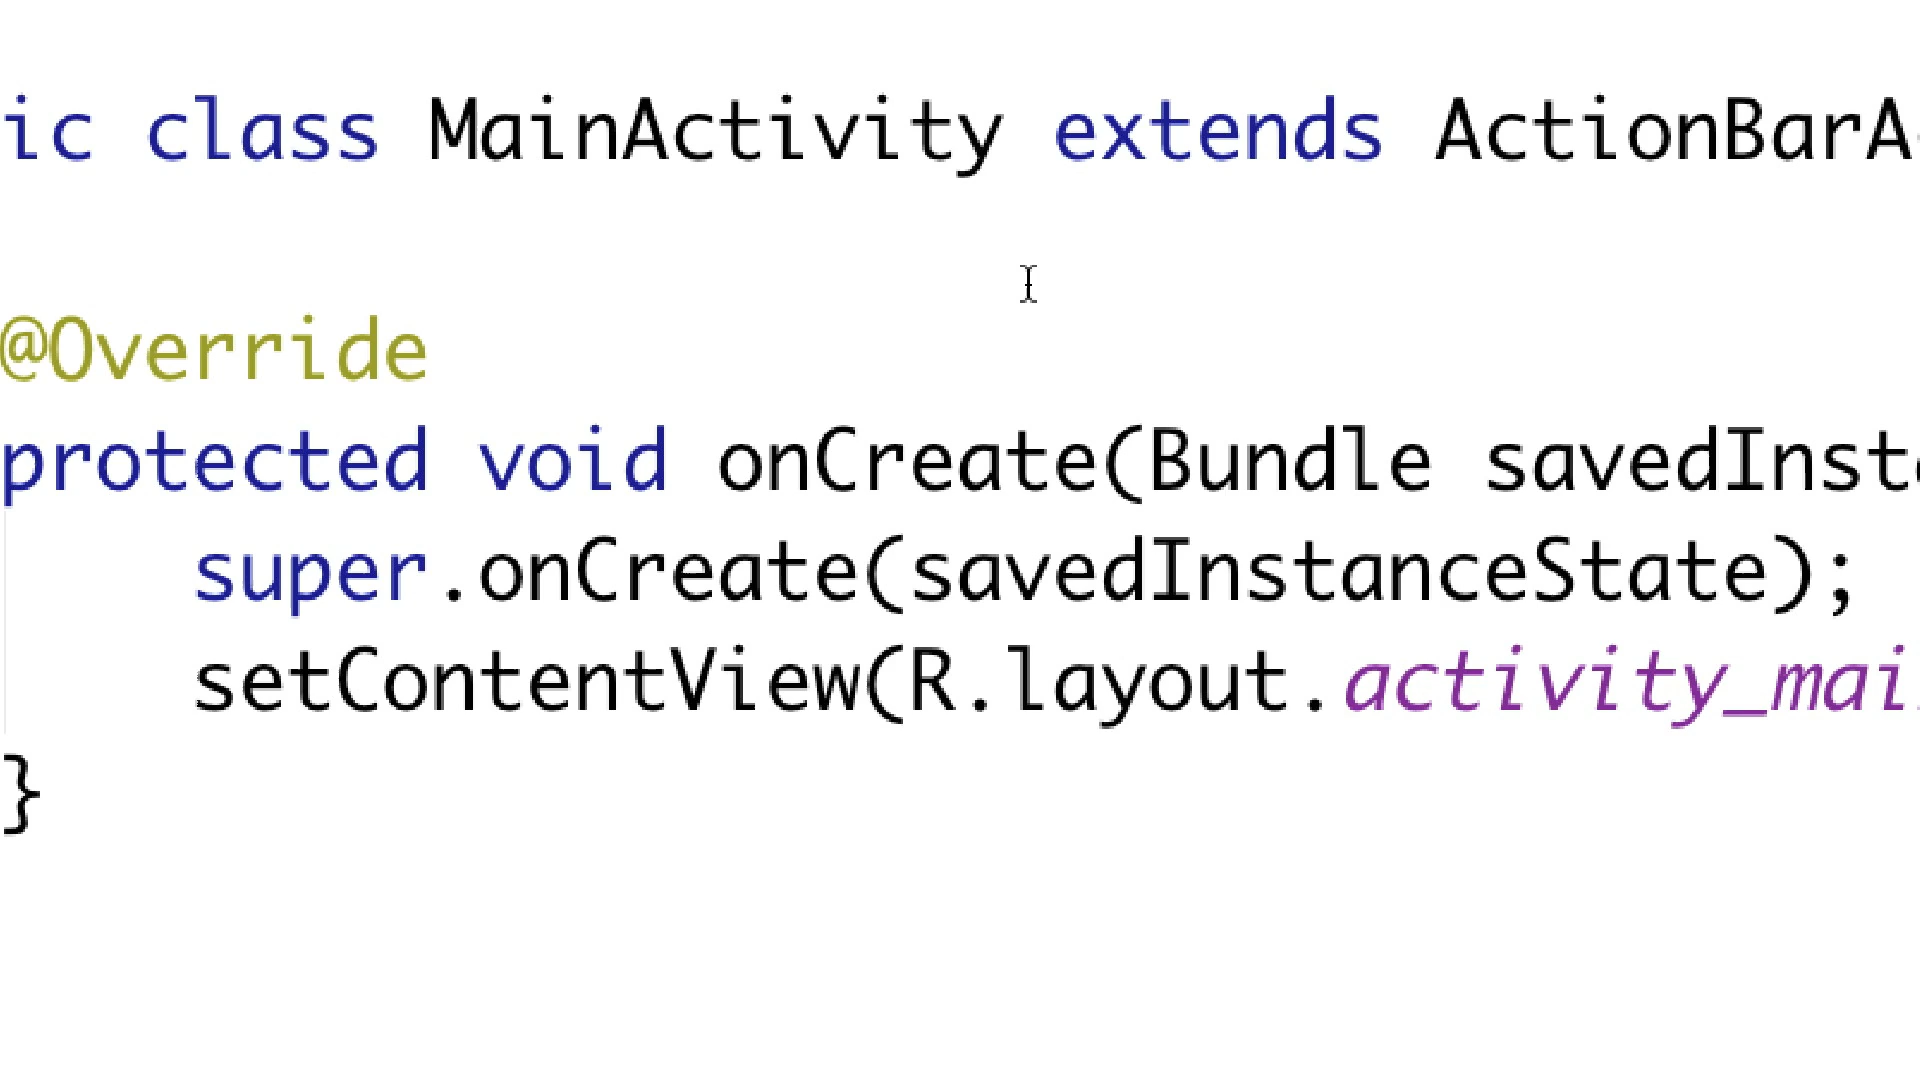 ic class MainActivity extends ActionBarA
@Override
protected void onCreate(Bundle savedInst
super.onCreate(savedInstanceState);
setContentView(R.layout.activity_mai
}